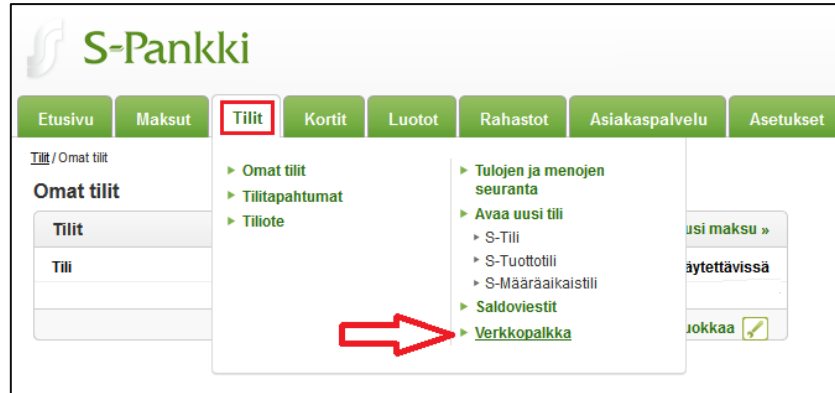 S-Pankki
Etusivu Maksut Tilit Kortit Luotot Rahastot Asiakaspalvelu Asetukset
Tilit / Omat tilit
Omat tilit
Tilit
Tili
Omat tilit
Tilitapahtumat
Tiliote
Tulojen ja menojen
seuranta
Avaa uusi tili
S-Tili
S-Tuottotili
S-Määräaikaistili
Saldoviestit
Verkkopalkka
usi maksu »
äytettävissä
uokkaa